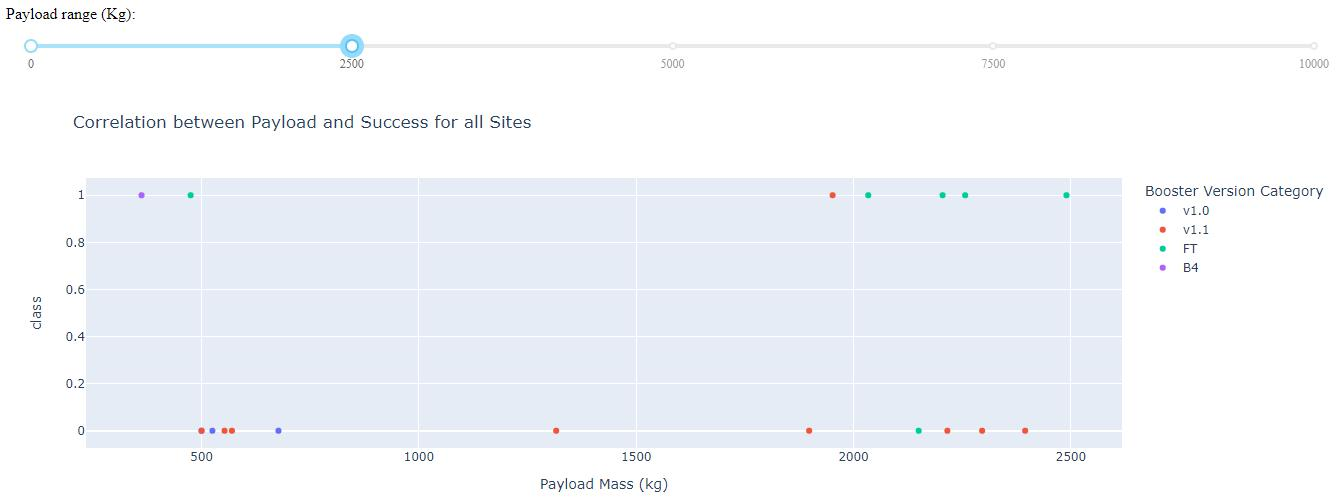 Payload range (Kg):
0 2500 5000 7500 10000
Correlation between Payload and Success for all Sites
1
0.8
0.6
0.4
0.2
0
class
500 1000 1500 2000 2500
Payload Mass (kg)
Booster Version Category
v1.0
v1.1
FT
B4